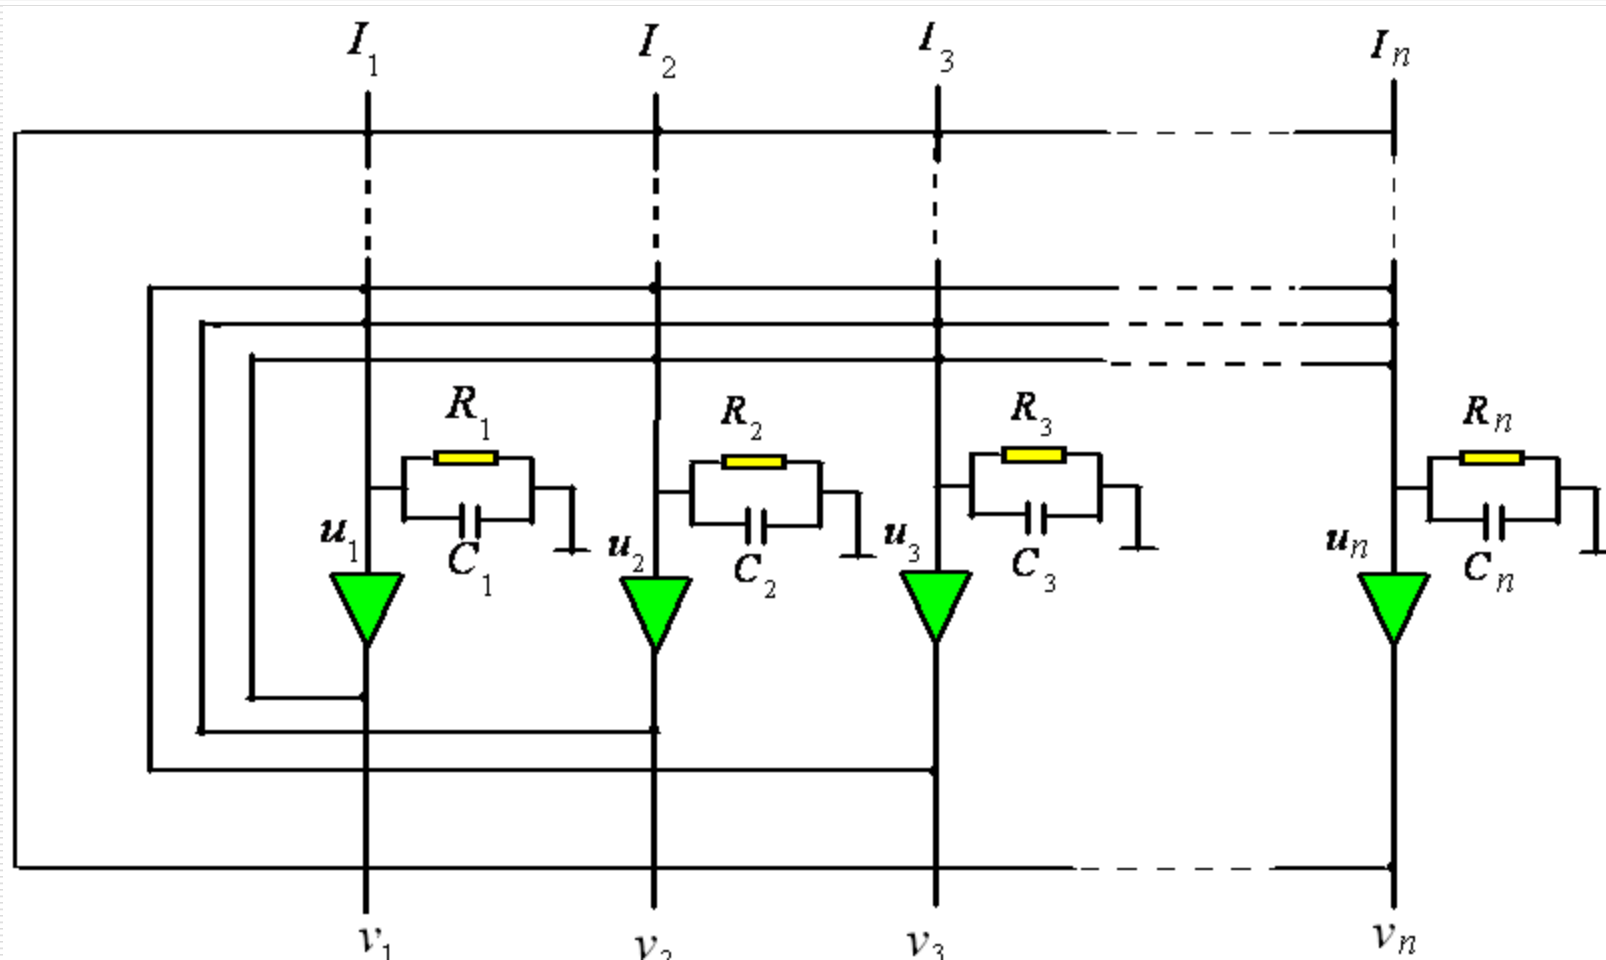 I₁ I₂ I₃ Iₙ
R₁ R₂ R₃ Rₙ
u₁ u₂ u₃ uₙ
C₁ C₂ C₃ Cₙ
v₁ v₂ v₃ vₙ